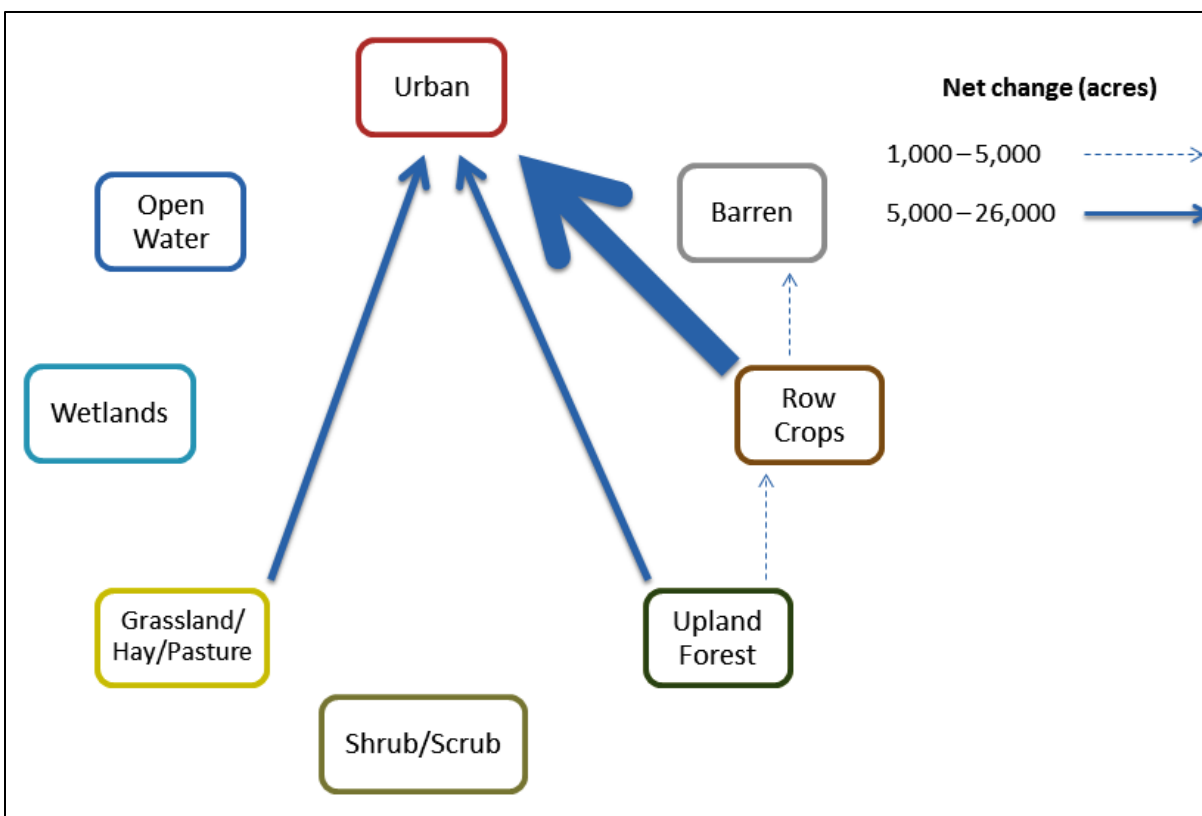 Urban
Net change (acres)
1,000–5,000
5,000–26,000
Open
Water
Barren
Wetlands
Row
Crops
Grassland/
Hay/Pasture
Upland
Forest
Shrub/Scrub